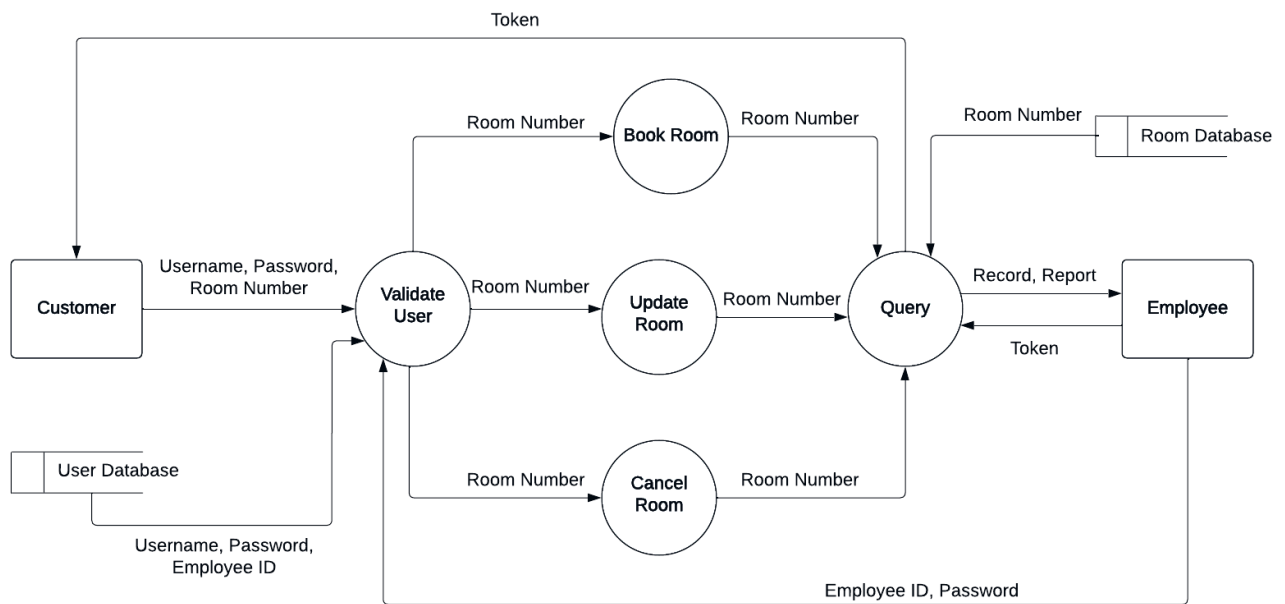 Token
Room Number
Book Room
Room Number
Room Number
Room Database
Customer
Username, Password,
Room Number
Validate
User
Room Number
Update
Room
Room Number
Query
Record, Report
Token
Employee
User Database
Username, Password,
Employee ID
Room Number
Cancel
Room
Room Number
Employee ID, Password